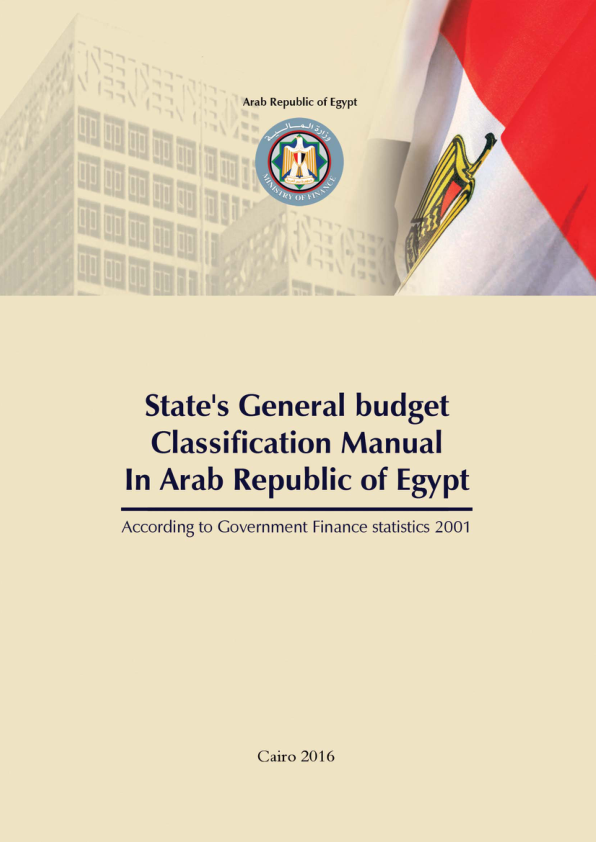 Arab Republic of Egypt
وزارة المالية
MINISTRY OF FINANCE
State's General budget
Classification Manual
In Arab Republic of Egypt
According to Government Finance statistics 2001
Cairo 2016